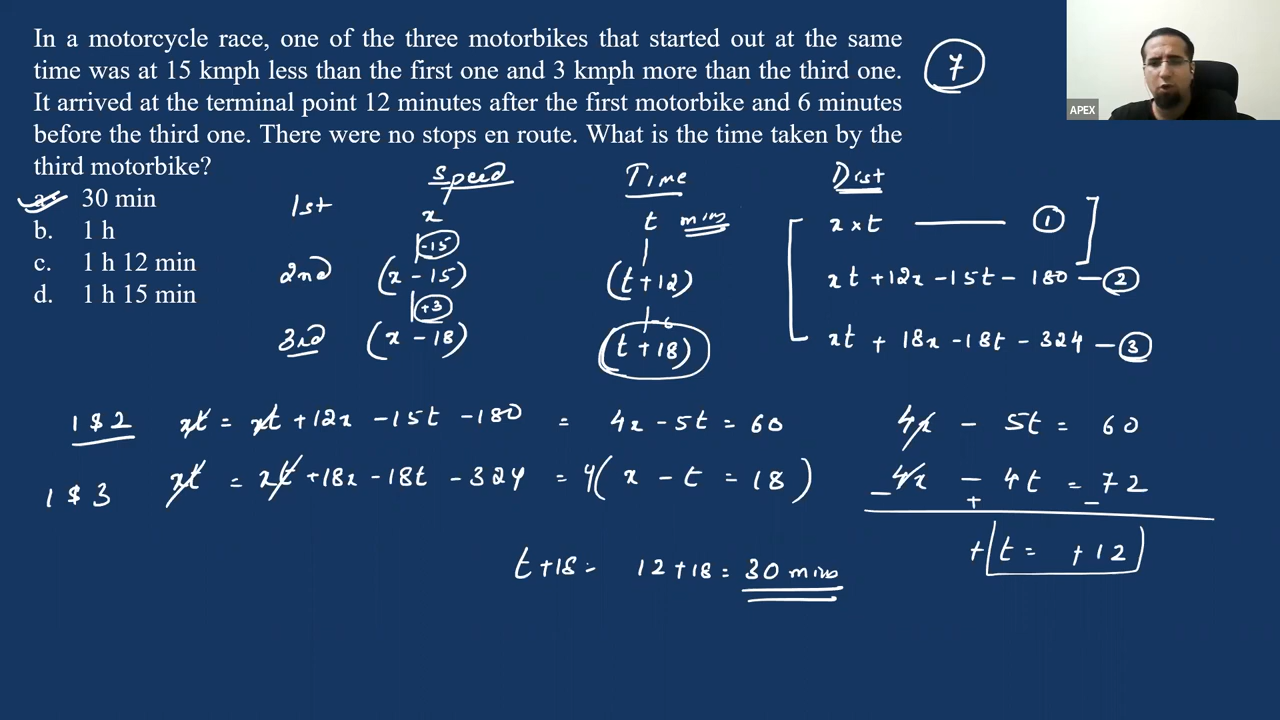 In a motorcycle race, one of the three motorbikes that started out at the same
time was at 15 kmph less than the first one and 3 kmph more than the third one.
It arrived at the terminal point 12 minutes after the first motorbike and 6 minutes
before the third one. There were no stops en route. What is the time taken by the
third motorbike?
7
APEX
a. 30 min
b. 1 h
c. 1 h 12 min
d. 1 h 15 min
Speed Time Dist
1st x t mins x × t —— 1
-15
2nd (x - 15) (t + 12) xt + 12x - 15t - 180 — 2
+3 -6
3rd (x - 18) (t + 18) xt + 18x - 18t - 324 — 3
1 $ 2 xt = xt + 12x - 15t - 180 = 4x - 5t = 60 4x - 5t = 60
1 $ 3 xt = xt + 18x - 18t - 324 = 4( x - t = 18 ) 4x - 4t = 72
- + -
+ t = + 12
t + 18 = 12 + 18 = 30 mins